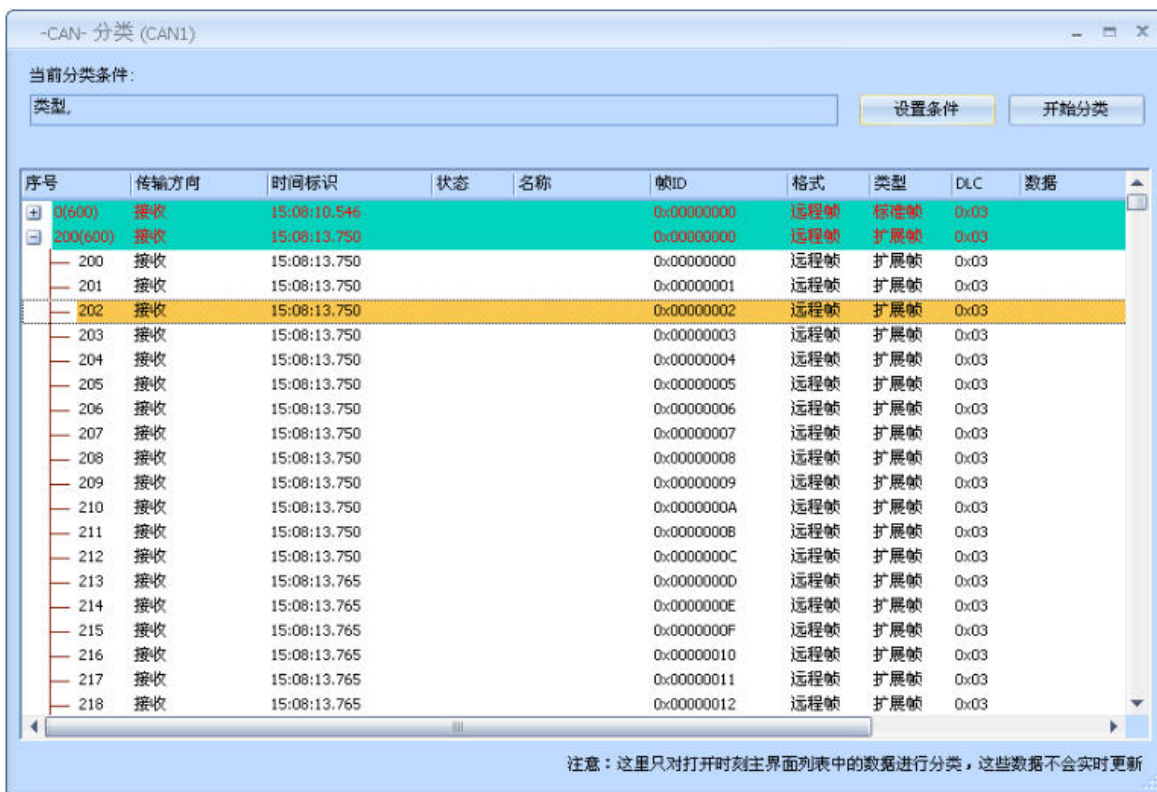 -CAN- 分类 (CAN1)
当前分类条件:
类型,
设置条件 开始分类
序号 传输方向 时间标识 状态 名称 帧ID 格式 类型 DLC 数据
0(600) 接收 15:08:10.546 0x00000000 远程帧 标准帧 0x03
200(600) 接收 15:08:13.750 0x00000000 远程帧 扩展帧 0x03
200 接收 15:08:13.750 0x00000000 远程帧 扩展帧 0x03
201 接收 15:08:13.750 0x00000001 远程帧 扩展帧 0x03
202 接收 15:08:13.750 0x00000002 远程帧 扩展帧 0x03
203 接收 15:08:13.750 0x00000003 远程帧 扩展帧 0x03
204 接收 15:08:13.750 0x00000004 远程帧 扩展帧 0x03
205 接收 15:08:13.750 0x00000005 远程帧 扩展帧 0x03
206 接收 15:08:13.750 0x00000006 远程帧 扩展帧 0x03
207 接收 15:08:13.750 0x00000007 远程帧 扩展帧 0x03
208 接收 15:08:13.750 0x00000008 远程帧 扩展帧 0x03
209 接收 15:08:13.750 0x00000009 远程帧 扩展帧 0x03
210 接收 15:08:13.750 0x0000000A 远程帧 扩展帧 0x03
211 接收 15:08:13.750 0x0000000B 远程帧 扩展帧 0x03
212 接收 15:08:13.750 0x0000000C 远程帧 扩展帧 0x03
213 接收 15:08:13.765 0x0000000D 远程帧 扩展帧 0x03
214 接收 15:08:13.765 0x0000000E 远程帧 扩展帧 0x03
215 接收 15:08:13.765 0x0000000F 远程帧 扩展帧 0x03
216 接收 15:08:13.765 0x00000010 远程帧 扩展帧 0x03
217 接收 15:08:13.765 0x00000011 远程帧 扩展帧 0x03
218 接收 15:08:13.765 0x00000012 远程帧 扩展帧 0x03
注意：这里只对打开时刻主界面列表中的数据进行分类，这些数据不会实时更新